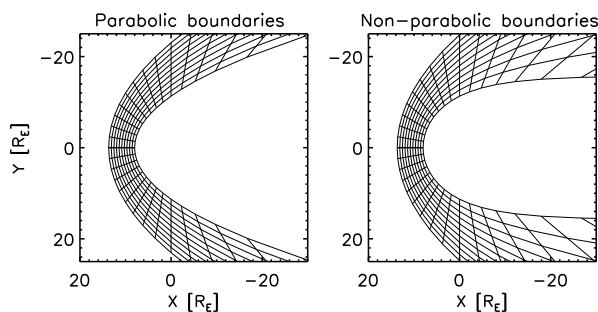 Parabolic boundaries
Non-parabolic boundaries
-20
0
20
Y [R_E]
20 0 -20
X [R_E]
-20
0
20
20 0 -20
X [R_E]